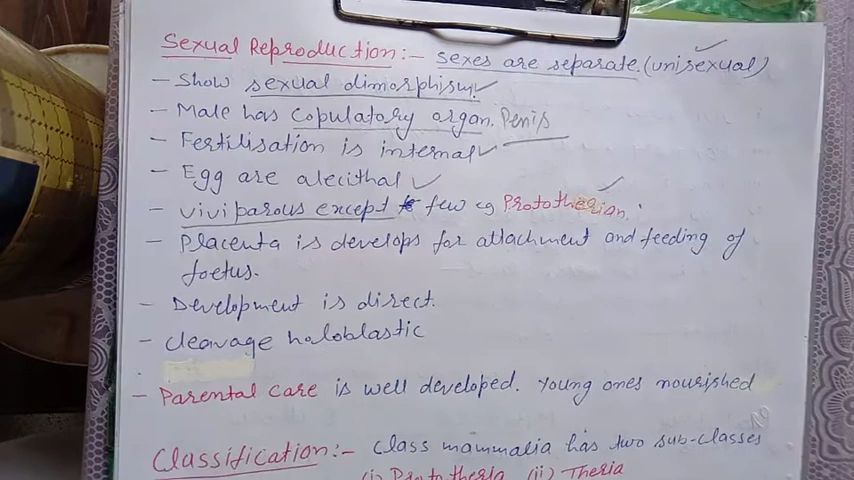 Sexual Reproduction:- Sexes are separate. (unisexual)
- Show sexual dimorphism.
- Male has copulatory organ. Penis
- Fertilisation is internal
- Egg are alecithal
- viviparous except few eg Prototherian.
- Placenta is develops for attachment and feeding of
foetus.
- Development is direct.
- Cleavage holoblastic
- Parental care is well developed. Young ones nourished
Classification:- Class mammalia has two sub-classes
(i) Prototheria (ii) Theria